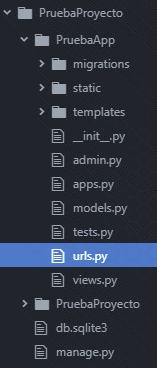 PruebaProyecto
PruebaApp
migrations
static
templates
__init__.py
admin.py
apps.py
models.py
tests.py
urls.py
views.py
PruebaProyecto
db.sqlite3
manage.py